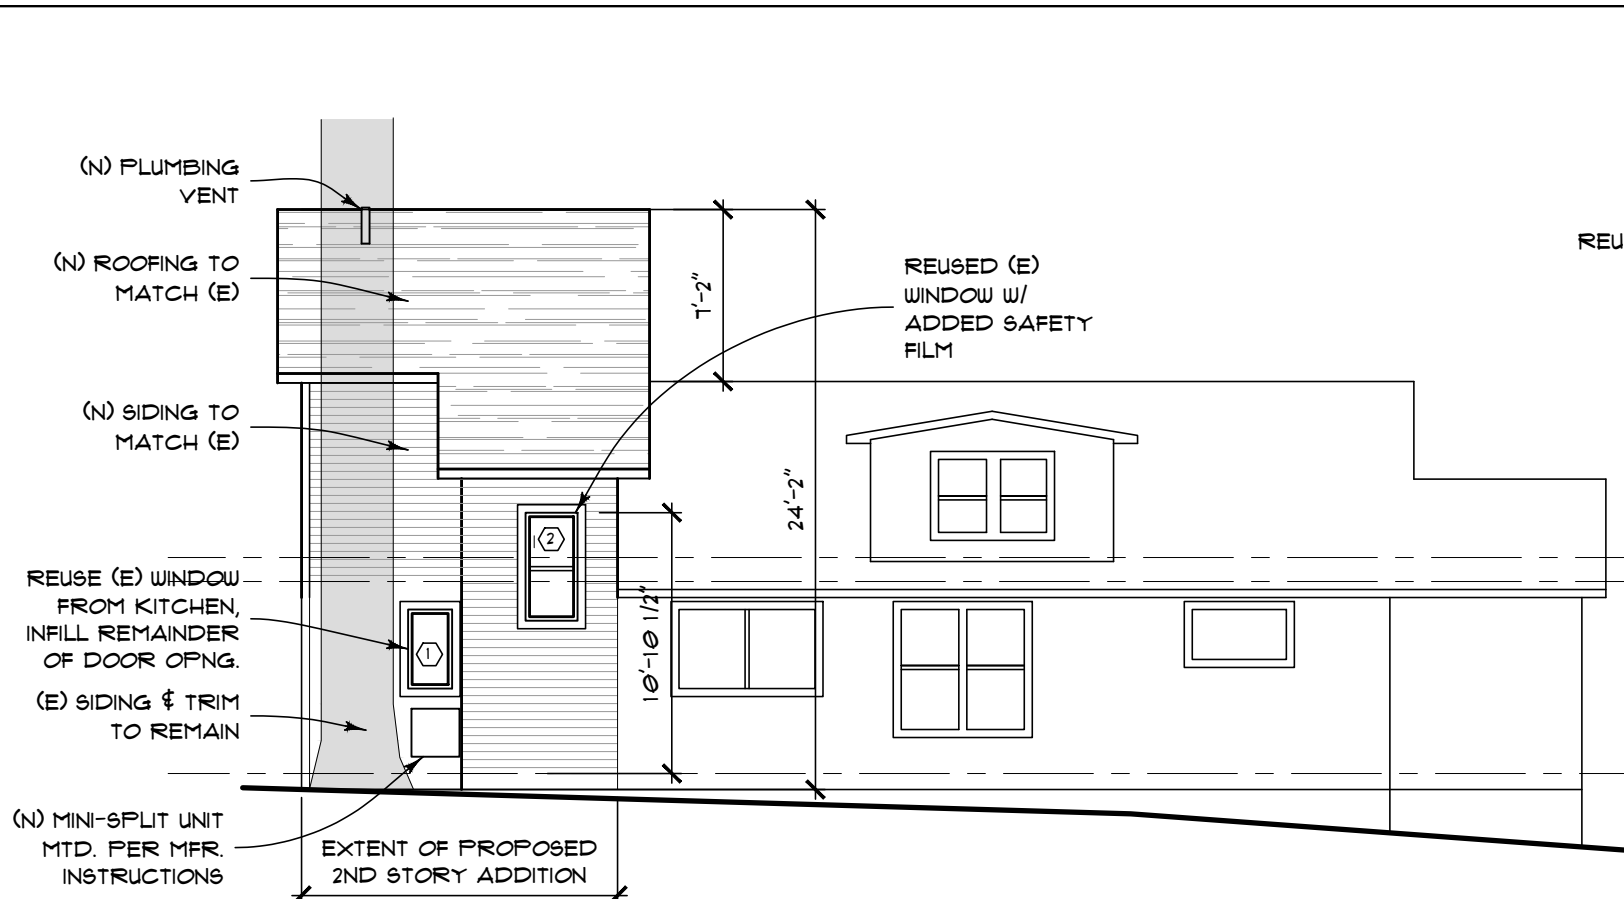 (N) PLUMBING
VENT
(N) ROOFING TO
MATCH (E)
(N) SIDING TO
MATCH (E)
REUSE (E) WINDOW
FROM KITCHEN,
INFILL REMAINDER
OF DOOR OPNG.
(E) SIDING & TRIM
TO REMAIN
(N) MINI-SPLIT UNIT
MTD. PER MFR.
INSTRUCTIONS
EXTENT OF PROPOSED
2ND STORY ADDITION
1
2
10'-10 1/2"
7'-2"
24'-2"
REUSED (E)
WINDOW W/
ADDED SAFETY
FILM
REU